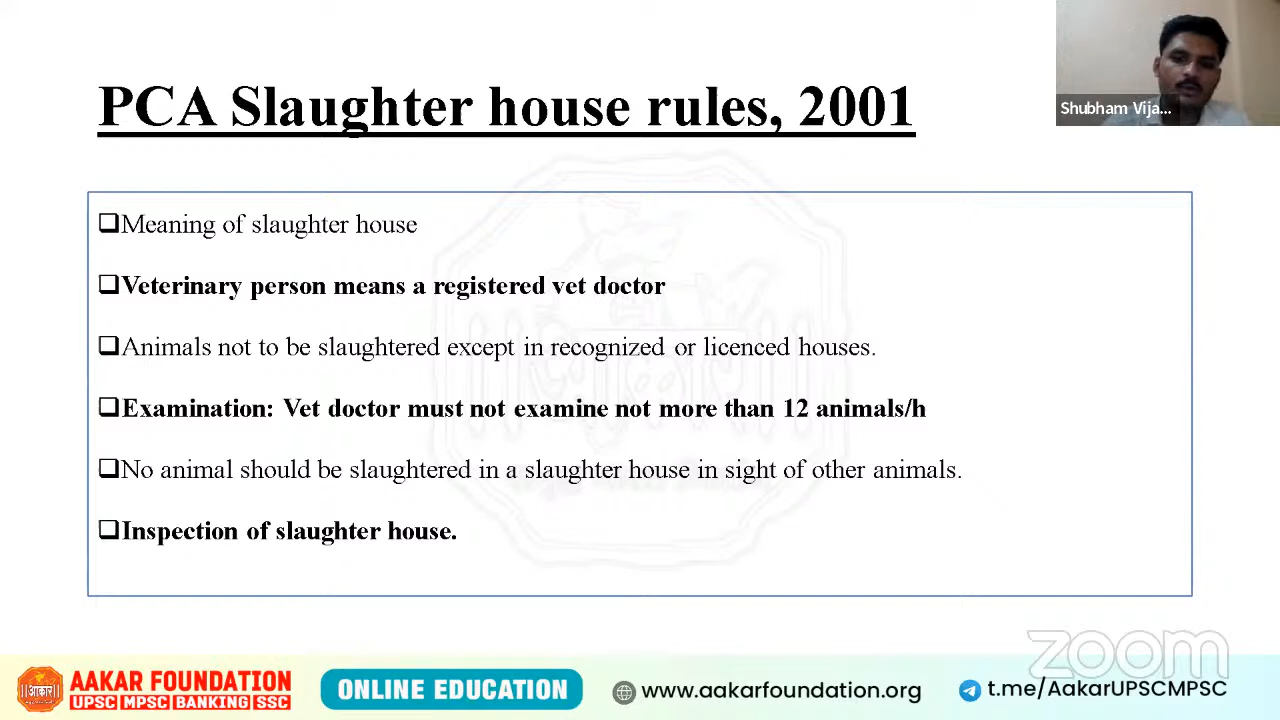 PCA Slaughter house rules, 2001
Shubham Vija...
❑Meaning of slaughter house
❑Veterinary person means a registered vet doctor
❑Animals not to be slaughtered except in recognized or licenced houses.
❑Examination: Vet doctor must not examine not more than 12 animals/h
❑No animal should be slaughtered in a slaughter house in sight of other animals.
❑Inspection of slaughter house.
zoom
आकार
AAKAR FOUNDATION
UPSC MPSC BANKING SSC
ONLINE EDUCATION
www.aakarfoundation.org
t.me/AakarUPSCMPSC